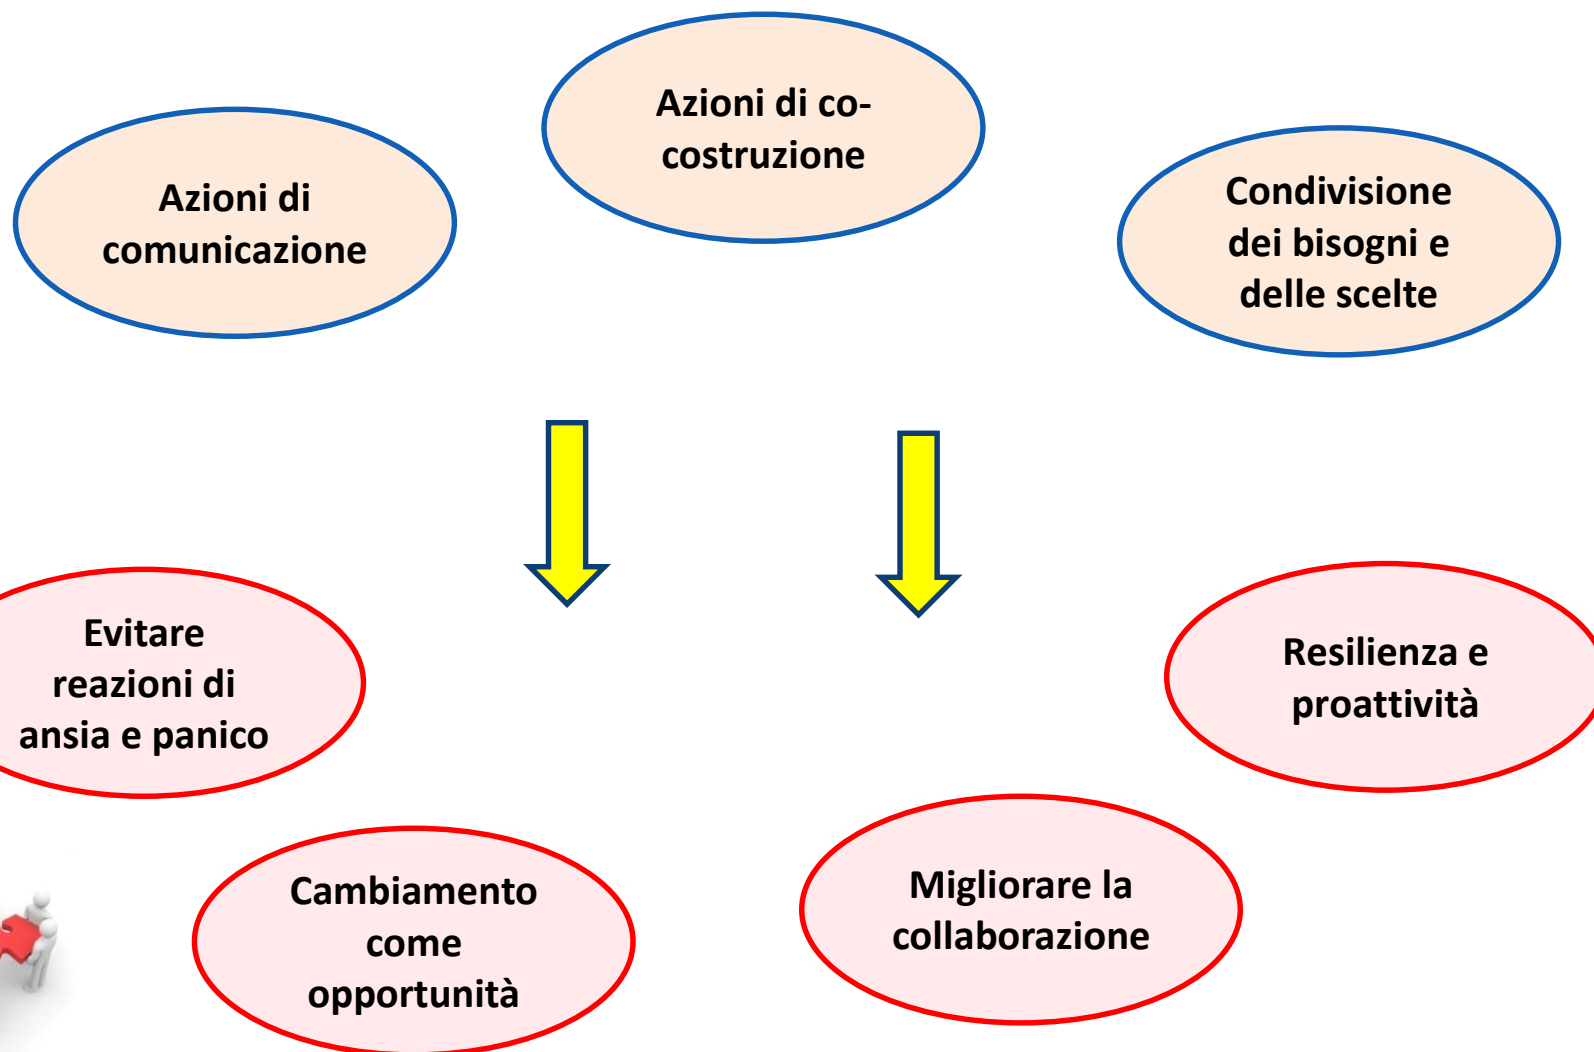 Azioni di co-
costruzione
Azioni di
comunicazione
Condivisione
dei bisogni e
delle scelte
Evitare
reazioni di
ansia e panico
Resilienza e
proattività
Cambiamento
come
opportunità
Migliorare la
collaborazione